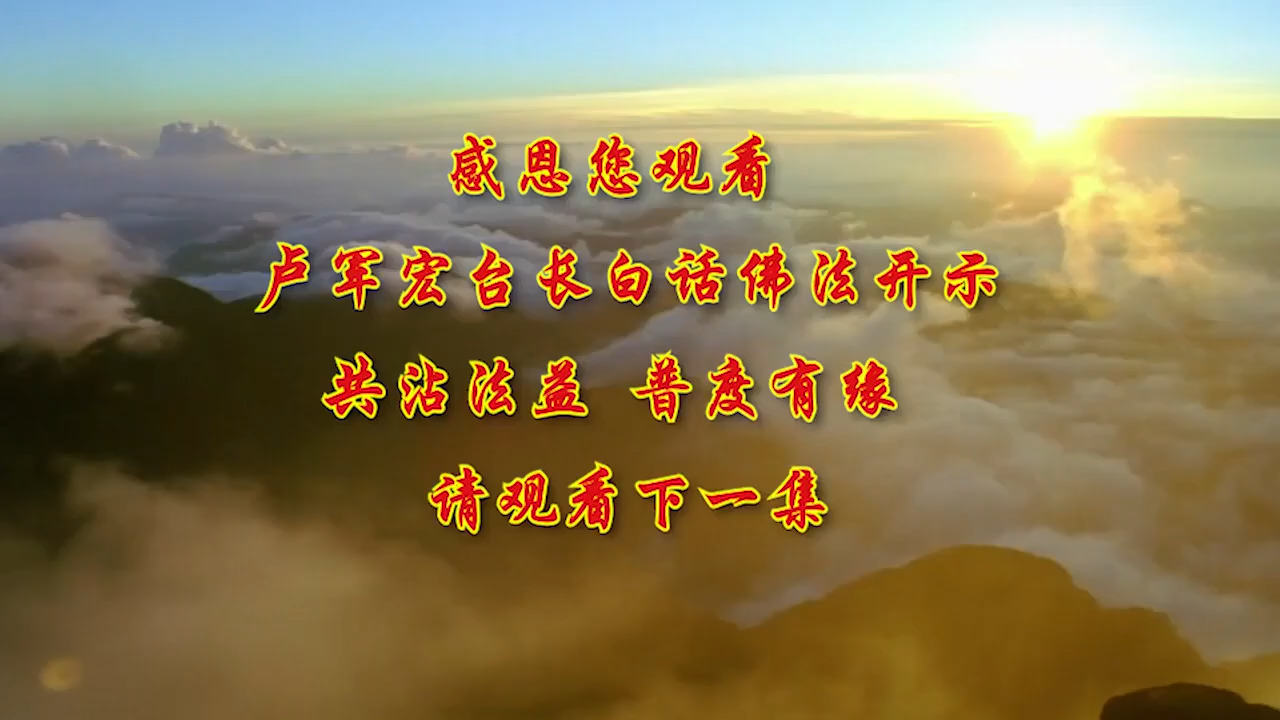 感恩您观看
卢军宏台长白话佛法开示
共沾法益 普度有缘
请观看下一集